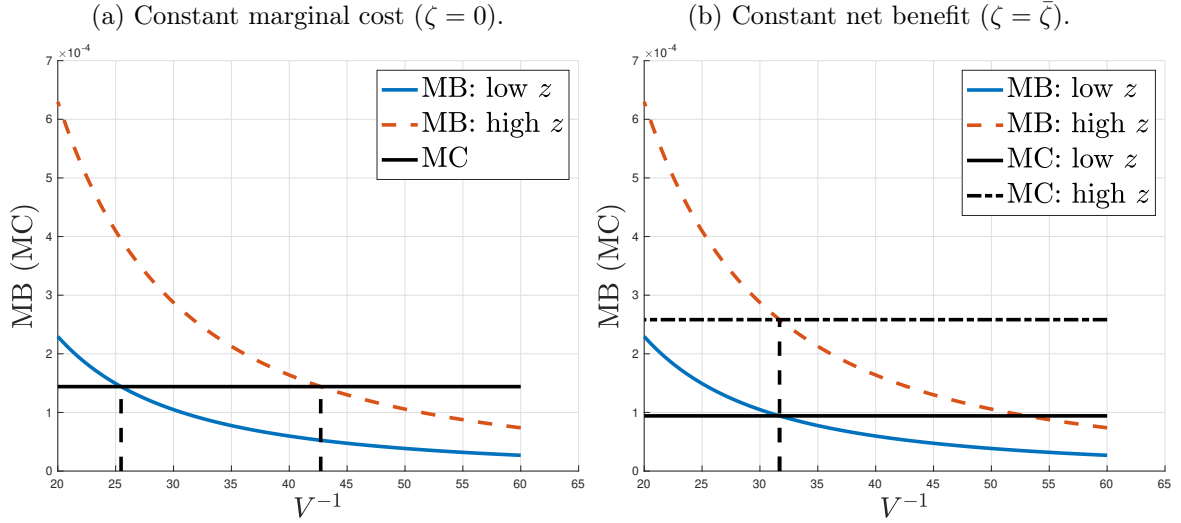 (a) Constant marginal cost (ζ = 0).
×10⁻⁴
7
6
5
4
3
2
1
0
MB (MC)
MB: low z
MB: high z
MC
20 25 30 35 40 45 50 55 60 65
V⁻¹
(b) Constant net benefit (ζ = ζ̄).
×10⁻⁴
7
6
5
4
3
2
1
0
MB (MC)
MB: low z
MB: high z
MC: low z
MC: high z
20 25 30 35 40 45 50 55 60 65
V⁻¹